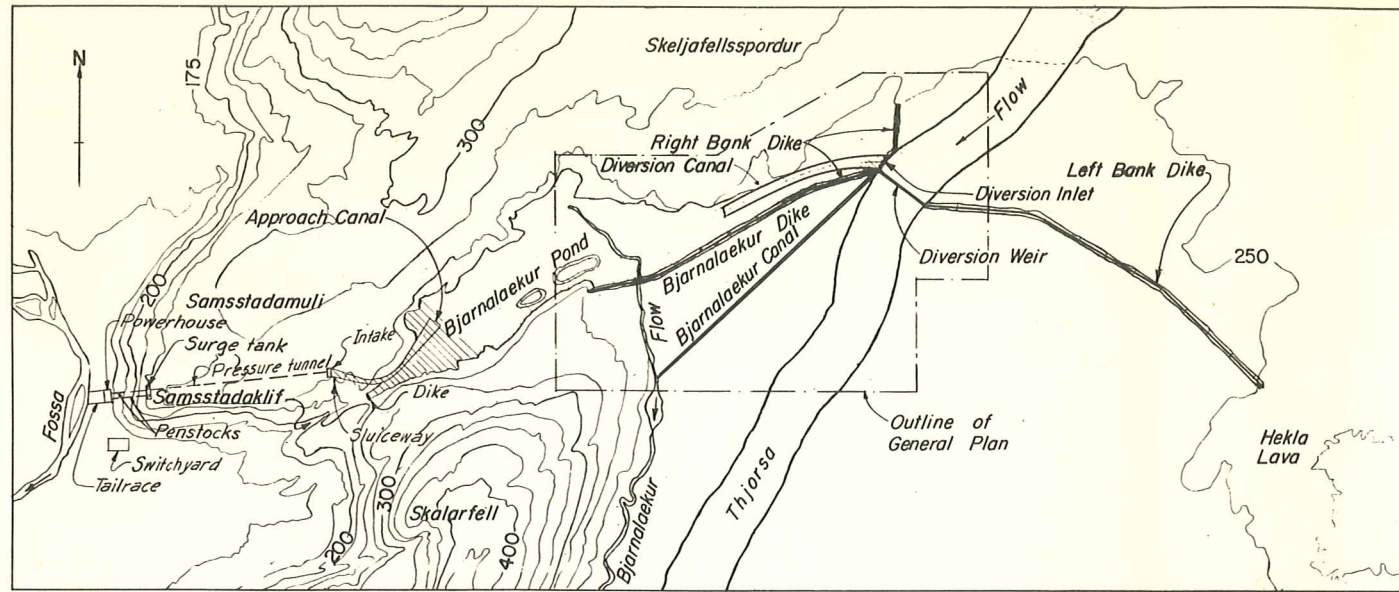 N
175
Skeljafellsspordur
300
Flow
Right Bank Dike
Diversion Canal
Left Bank Dike
Diversion Inlet
Approach Canal
Bjarnalaekur Dike
Bjarnalaekur Canal
Diversion Weir
250
Bjarnalaekur Pond
200
Samsstadamuli
Powerhouse
Surge tank
Intake
Pressure tunnel
Flow
Samsstadaklif
Dike
Fossa
Penstocks
Sluiceway
Outline of
General Plan
Switchyard
Tailrace
Hekla
Lava
Thjorsa
300
Skalarfell
200
400
Bjarnalaekur